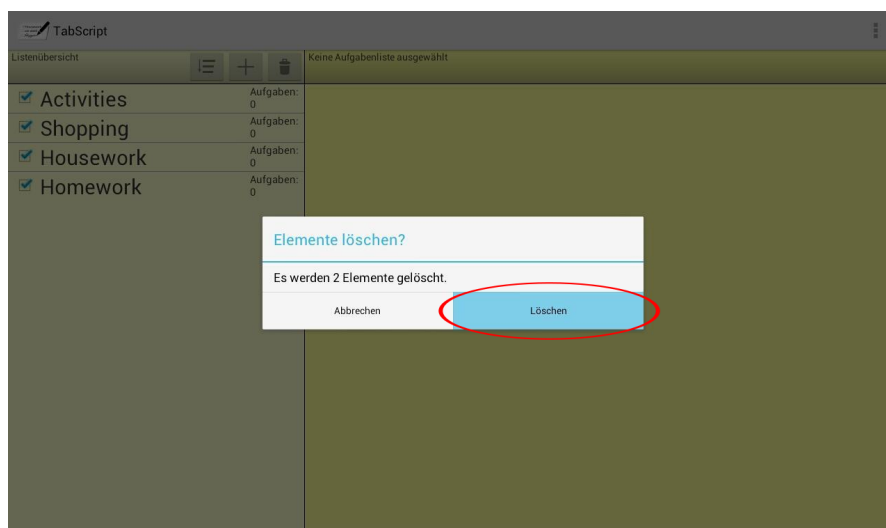 TabScript
Listenübersicht
Keine Aufgabenliste ausgewählt
Activities
Aufgaben:
0
Shopping
Aufgaben:
0
Housework
Aufgaben:
0
Homework
Aufgaben:
0
Elemente löschen?
Es werden 2 Elemente gelöscht.
Abbrechen
Löschen